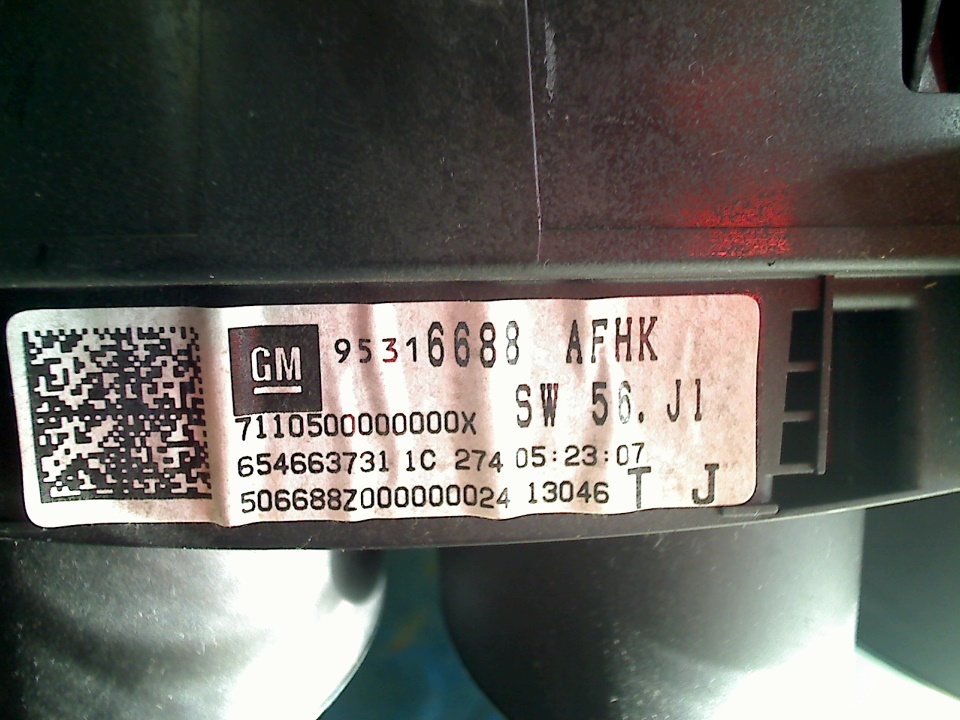 GM 95316688 AFHK
7110500000000X SW 56.J1
654663731 1C 274 05:23:07
506688Z000000024 13046 T J